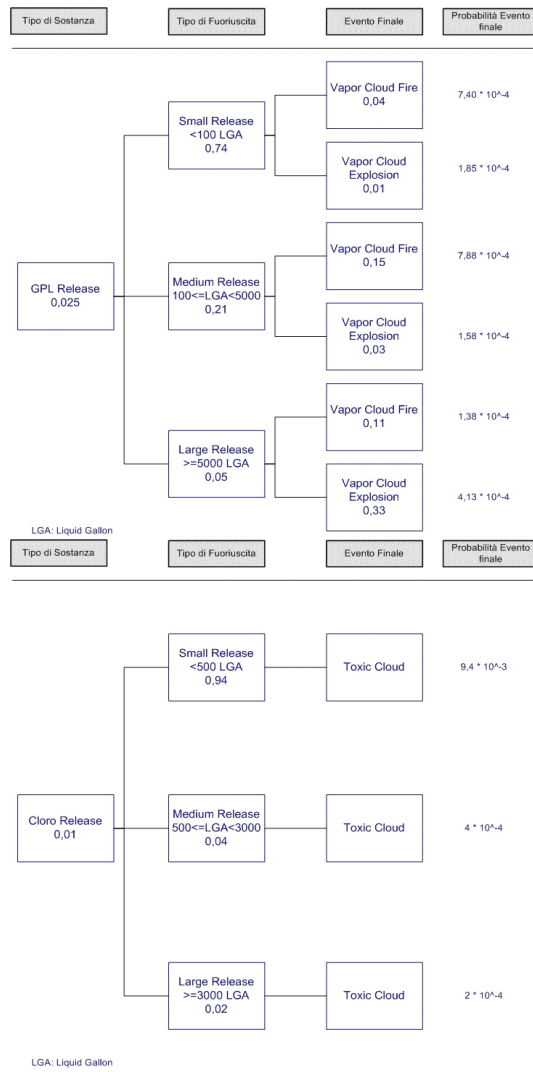 Tipo di Sostanza
Tipo di Fuoriuscita
Evento Finale
Probabilità Evento
finale
Vapor Cloud Fire
0,04
7,40 * 10^-4
Small Release
<100 LGA
0,74
Vapor Cloud
Explosion
0,01
1,85 * 10^-4
Vapor Cloud Fire
0,15
7,88 * 10^-4
GPL Release
0,025
Medium Release
100<=LGA<5000
0,21
Vapor Cloud
Explosion
0,03
1,58 * 10^-4
Vapor Cloud Fire
0,11
1,38 * 10^-4
Large Release
>=5000 LGA
0,05
Vapor Cloud
Explosion
0,33
4,13 * 10^-4
LGA: Liquid Gallon
Tipo di Sostanza
Tipo di Fuoriuscita
Evento Finale
Probabilità Evento
finale
Small Release
<500 LGA
0,94
Toxic Cloud
9,4 * 10^-3
Cloro Release
0,01
Medium Release
500<=LGA<3000
0,04
Toxic Cloud
4 * 10^-4
Large Release
>=3000 LGA
0,02
Toxic Cloud
2 * 10^-4
LGA: Liquid Gallon